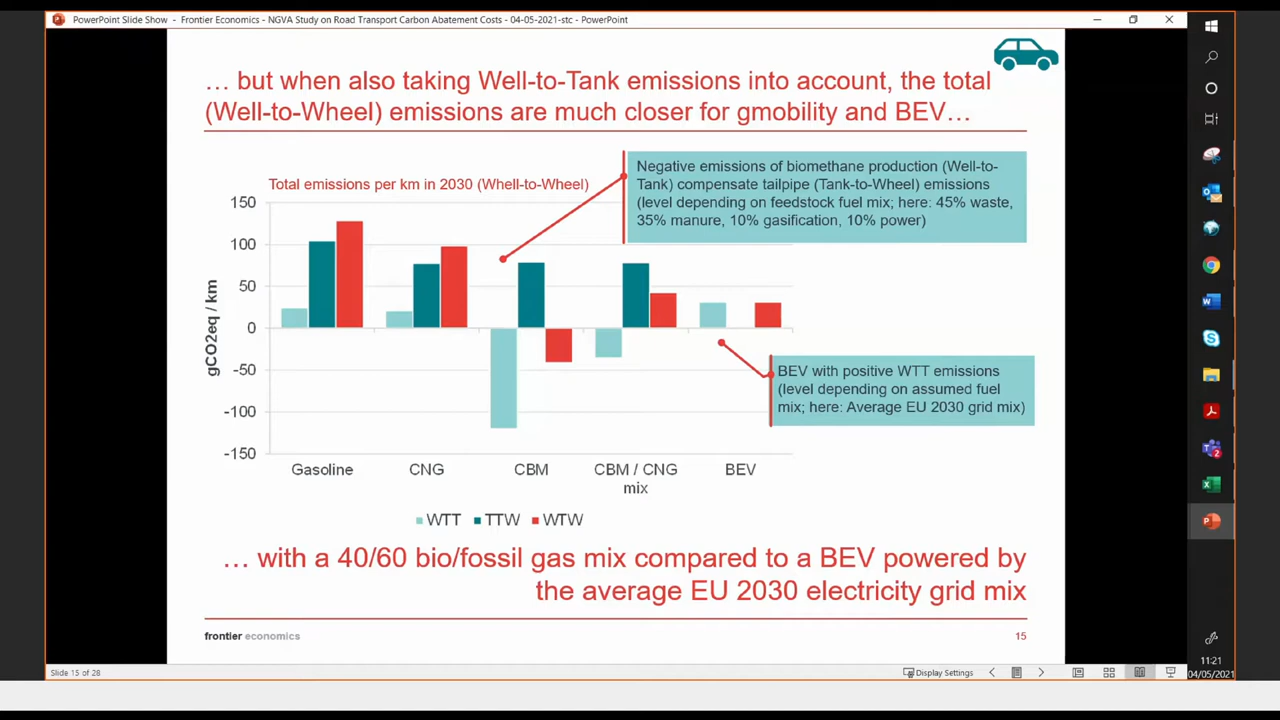 PowerPoint Slide Show - Frontier Economics - NGVA Study on Road Transport Carbon Abatement Costs - 04-05-2021-stc - PowerPoint
… but when also taking Well-to-Tank emissions into account, the total
(Well-to-Wheel) emissions are much closer for gmobility and BEV…
Total emissions per km in 2030 (Whell-to-Wheel)
Negative emissions of biomethane production (Well-to-
Tank) compensate tailpipe (Tank-to-Wheel) emissions
(level depending on feedstock fuel mix; here: 45% waste,
35% manure, 10% gasification, 10% power)
gCO2eq / km
150
100
50
0
-50
-100
-150
BEV with positive WTT emissions
(level depending on assumed fuel
mix; here: Average EU 2030 grid mix)
Gasoline CNG CBM CBM / CNG BEV
mix
WTT TTW WTW
… with a 40/60 bio/fossil gas mix compared to a BEV powered by
the average EU 2030 electricity grid mix
frontier economics 15
Slide 15 of 28 Display Settings
11:21
04/05/2021